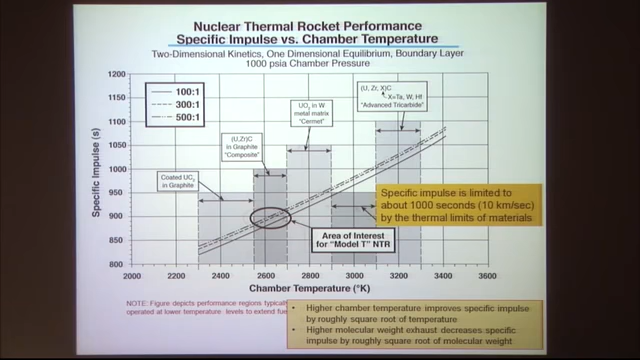 Nuclear Thermal Rocket Performance
Specific Impulse vs. Chamber Temperature
Two-Dimensional Kinetics, One Dimensional Equilibrium, Boundary Layer
1000 psia Chamber Pressure
1200
1150
1100
1050
1000
950
900
850
800
Specific Impulse (s)
100:1
300:1
500:1
Coated UC2
in Graphite
(U,Zr)C
in Graphite
"Composite"
UO2 in W
metal matrix
"Cermet"
(U, Zr, X)C
X=Ta, W, Hf
"Advanced Tricarbide"
Specific impulse is limited to
about 1000 seconds (10 km/sec)
by the thermal limits of materials
Area of Interest
for "Model T" NTR
2000 2200 2400 2600 2800 3000 3200 3400 3600
Chamber Temperature (°K)
NOTE: Figure depicts performance regions
operated at lower temperature levels to extend
• Higher chamber temperature improves specific impulse
by roughly square root of temperature
• Higher molecular weight exhaust decreases specific
impulse by roughly square root of molecular weight